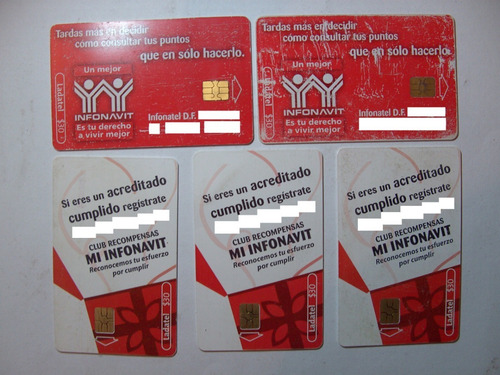 Tardas más en decidir
cómo consultar tus puntos
que en sólo hacerlo.
Un mejor
INFONAVIT
Es tu derecho
a vivir mejor
Infonatel D.F.
Ladatel $30
Tardas más en decidir
cómo consultar tus puntos
que en sólo hacerlo.
Un mejor
INFONAVIT
Es tu derecho
a vivir mejor
Infonatel D.F.
Ladatel $30
Si eres un acreditado
cumplido regístrate
CLUB RECOMPENSAS
MI INFONAVIT
Reconocemos tu esfuerzo
por cumplir
Ladatel $30
Si eres un acreditado
cumplido regístrate
CLUB RECOMPENSAS
MI INFONAVIT
Reconocemos tu esfuerzo
por cumplir
Ladatel $30
Si eres un acreditado
cumplido regístrate
CLUB RECOMPENSAS
MI INFONAVIT
Reconocemos tu esfuerzo
por cumplir
Ladatel $30